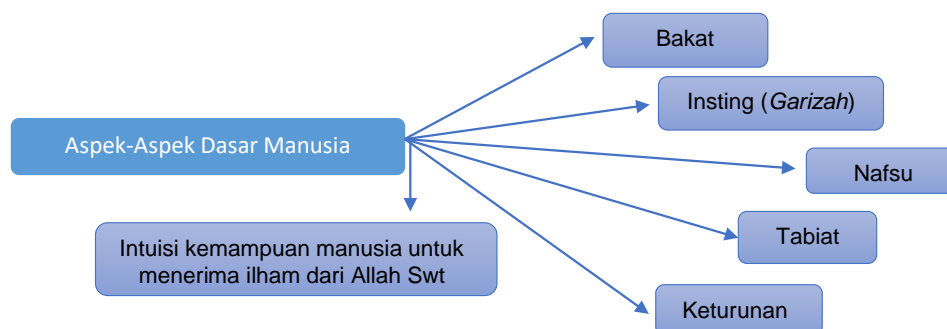 Bakat
Insting (Garizah)
Aspek-Aspek Dasar Manusia
Nafsu
Tabiat
Intuisi kemampuan manusia untuk
menerima ilham dari Allah Swt
Keturunan